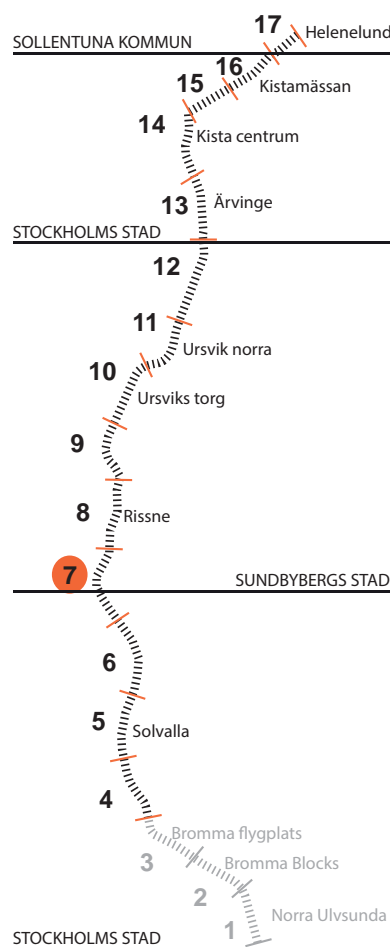 17 Helenelund
SOLLENTUNA KOMMUN
16
Kistamässan
15
14
Kista centrum
13 Ärvinge
STOCKHOLMS STAD
12
11
Ursvik norra
10
Ursviks torg
9
8 Rissne
7
SUNDBYBERGS STAD
6
5 Solvalla
4
Bromma flygplats
3
Bromma Blocks
2
Norra Ulvsunda
1
STOCKHOLMS STAD